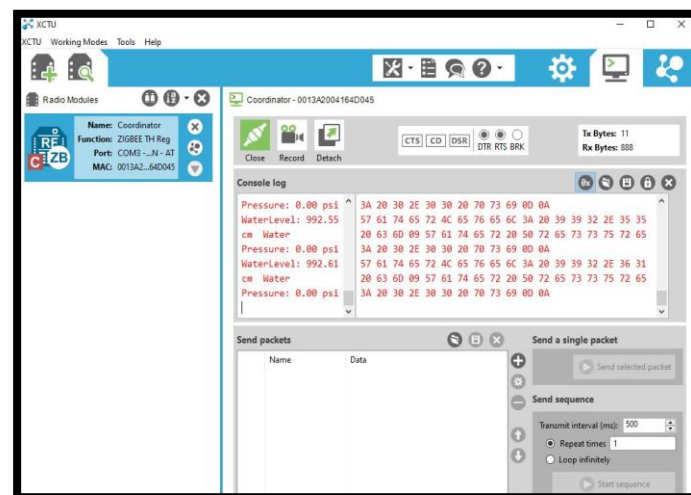 XCTU
XCTU Working Modes Tools Help
Radio Modules
Name: Coordinator
Function: ZIGBEE TH Reg
Port: COM3 -...N - AT
MAC: 0013A2...64D045
RF
C ZB
Coordinator - 0013A2004164D045
Close Record Detach
CTS CD DSR DTR RTS BRK
Tx Bytes: 11
Rx Bytes: 888
Console log
Pressure: 0.00 psi 3A 20 30 2E 30 30 20 70 73 69 0D 0A
WaterLevel: 992.55 57 61 74 65 72 4C 65 76 65 6C 3A 20 39 39 32 2E 35 35
cm Water 20 63 6D 09 57 61 74 65 72 20 50 72 65 73 73 75 72 65
Pressure: 0.00 psi 3A 20 30 2E 30 30 20 70 73 69 0D 0A
WaterLevel: 992.61 57 61 74 65 72 4C 65 76 65 6C 3A 20 39 39 32 2E 36 31
cm Water 20 63 6D 09 57 61 74 65 72 20 50 72 65 73 73 75 72 65
Pressure: 0.00 psi 3A 20 30 2E 30 30 20 70 73 69 0D 0A
Send packets
Name Data
Send a single packet
Send selected packet
Send sequence
Transmit interval (ms): 500
Repeat times 1
Loop infinitely
Start sequence